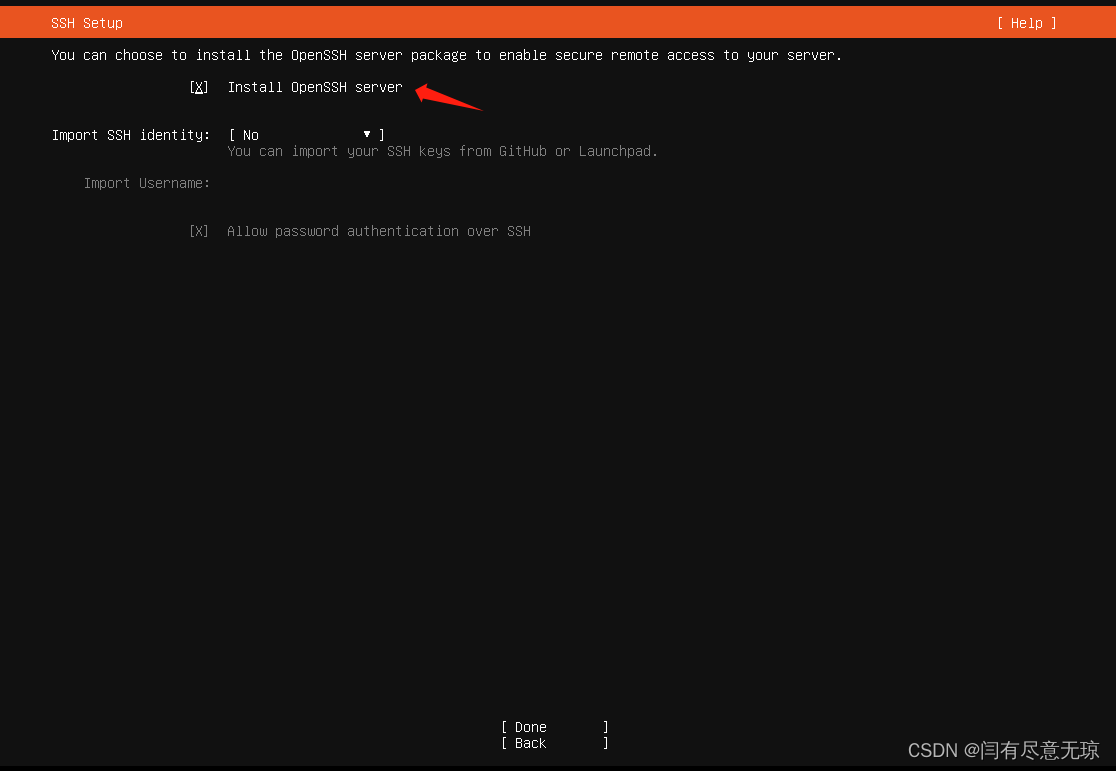 SSH Setup [ Help ]
You can choose to install the OpenSSH server package to enable secure remote access to your server.
[X] Install OpenSSH server
Import SSH identity: [ No ▼ ]
You can import your SSH keys from GitHub or Launchpad.
Import Username:
[X] Allow password authentication over SSH
[ Done ]
[ Back ]
CSDN @闫有尽意无琼